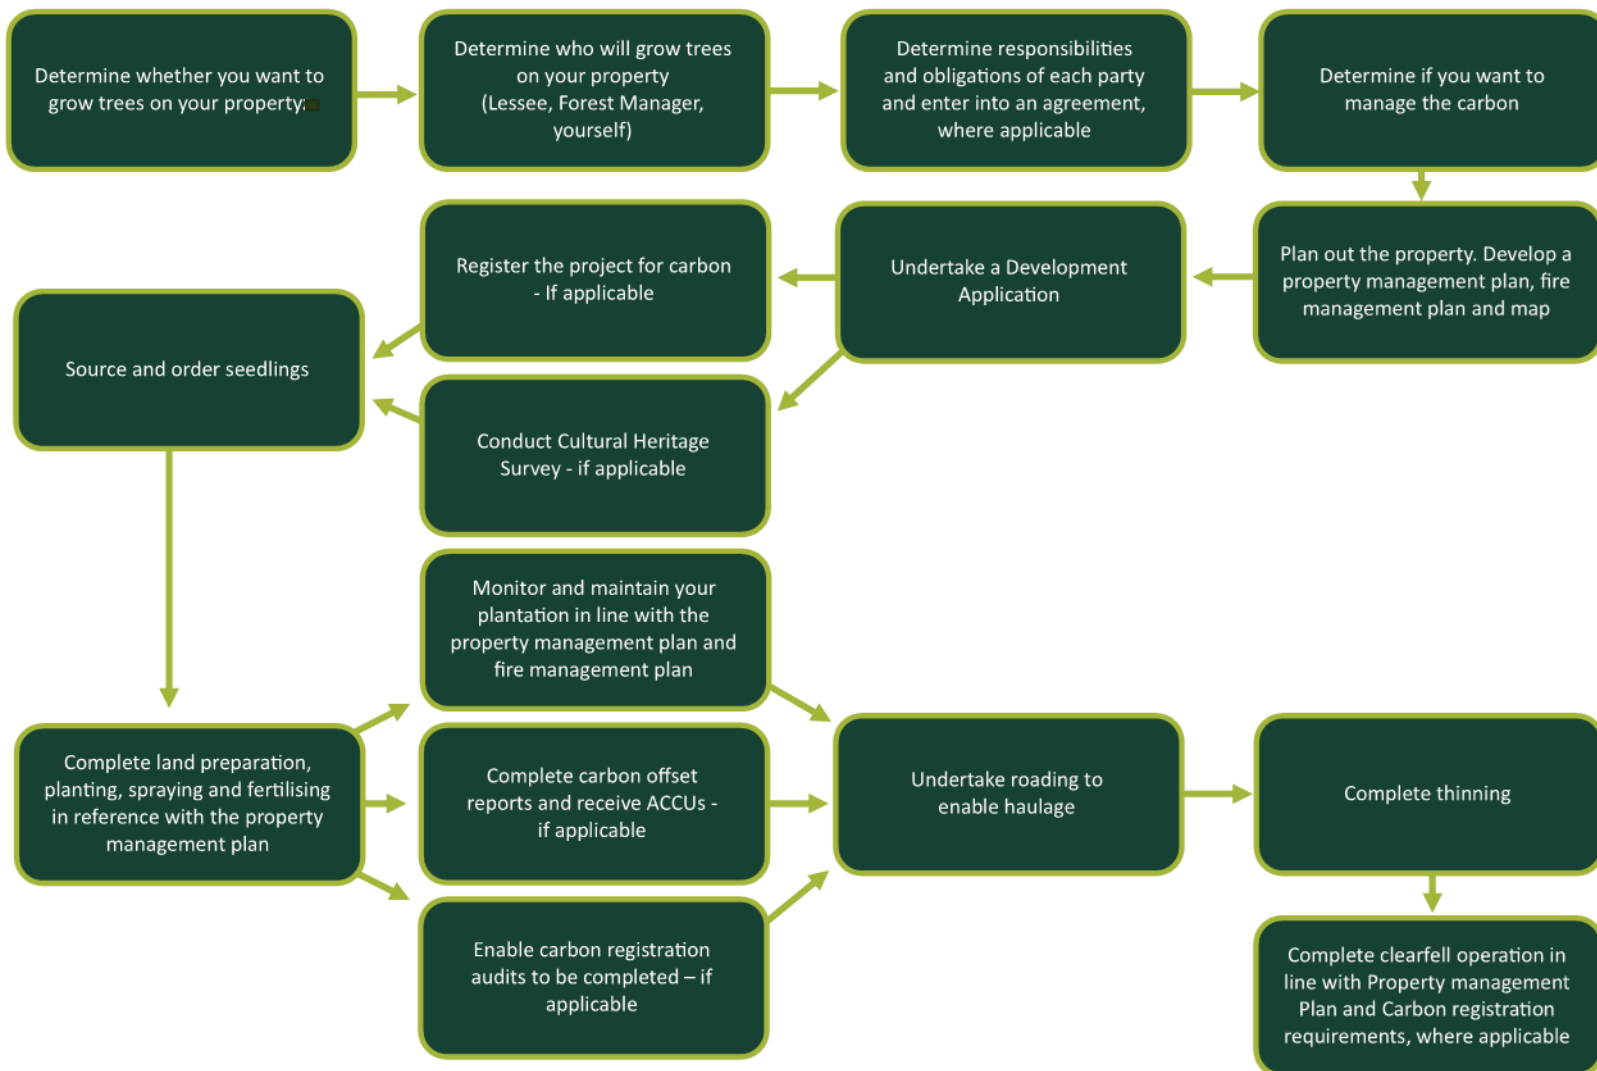 Determine whether you want to
grow trees on your property.
Determine who will grow trees
on your property
(Lessee, Forest Manager,
yourself)
Determine responsibilities
and obligations of each party
and enter into an agreement,
where applicable
Determine if you want to
manage the carbon
Plan out the property. Develop a
property management plan, fire
management plan and map
Undertake a Development
Application
Register the project for carbon
- If applicable
Conduct Cultural Heritage
Survey - if applicable
Source and order seedlings
Complete land preparation,
planting, spraying and fertilising
in reference with the property
management plan
Monitor and maintain your
plantation in line with the
property management plan and
fire management plan
Complete carbon offset
reports and receive ACCUs -
if applicable
Enable carbon registration
audits to be completed – if
applicable
Undertake roading to
enable haulage
Complete thinning
Complete clearfell operation in
line with Property management
Plan and Carbon registration
requirements, where applicable